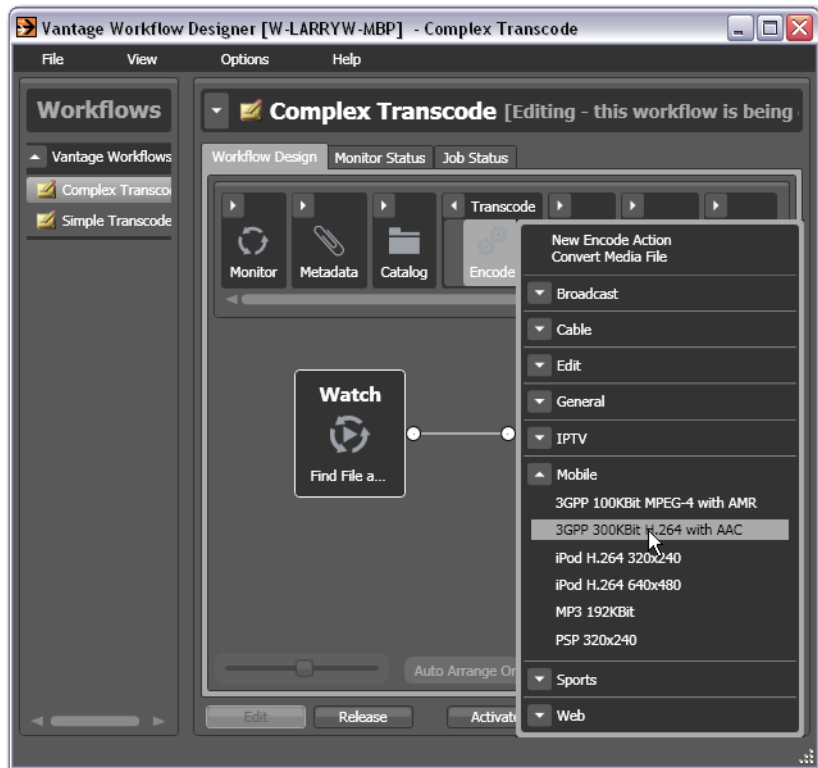 Vantage Workflow Designer [W-LARRYW-MBP] - Complex Transcode
File View Options Help
Workflows
Vantage Workflows
Complex Transco
Simple Transcode
Complex Transcode [Editing - this workflow is being
Workflow Design Monitor Status Job Status
Transcode
Monitor Metadata Catalog Encode
New Encode Action
Convert Media File
Broadcast
Cable
Edit
General
IPTV
Mobile
3GPP 100KBit MPEG-4 with AMR
3GPP 300KBit H.264 with AAC
iPod H.264 320x240
iPod H.264 640x480
MP3 192KBit
PSP 320x240
Sports
Web
Watch
Find File a...
Auto Arrange Or
Edit Release Activate